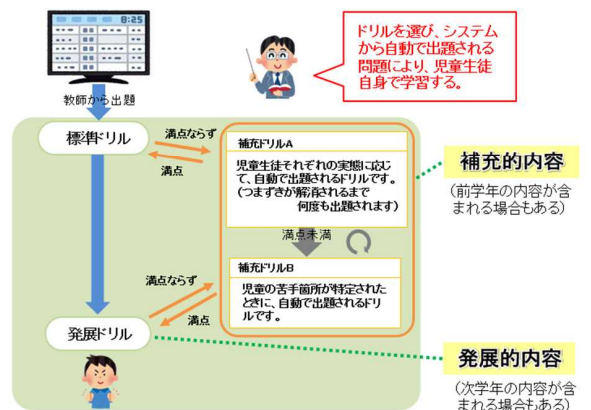 8:25
ドリルを選び、システム
から自動で出題される
問題により、児童生徒
自身で学習する。
教師から出題
標準ドリル
満点ならず
満点
補充ドリルA
児童生徒それぞれの実態に応じ
て、自動で出題されるドリルです。
(つまずきが解消されるまで
何度も出題されます)
補充的内容
(前学年の内容が含
まれる場合もある)
満点未満
補充ドリルB
児童の苦手箇所が特定された
ときに、自動で出題されるドリ
ルです。
満点ならず
満点
発展ドリル
発展的内容
(次学年の内容が含
まれる場合もある)